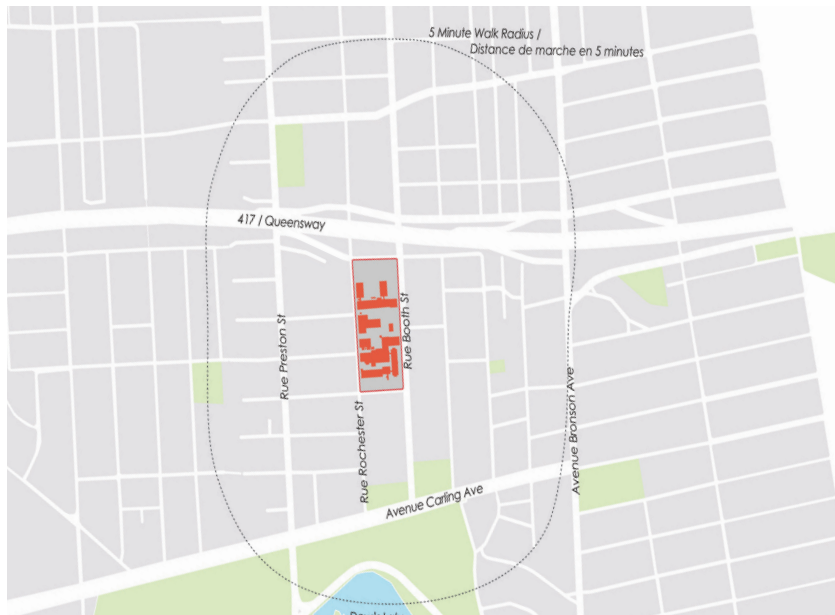 5 Minute Walk Radius /
Distance de marche en 5 minutes
417 / Queensway
Rue Preston St
Rue Booth St
Rue Rochester St
Avenue Bronson Ave
Avenue Carling Ave